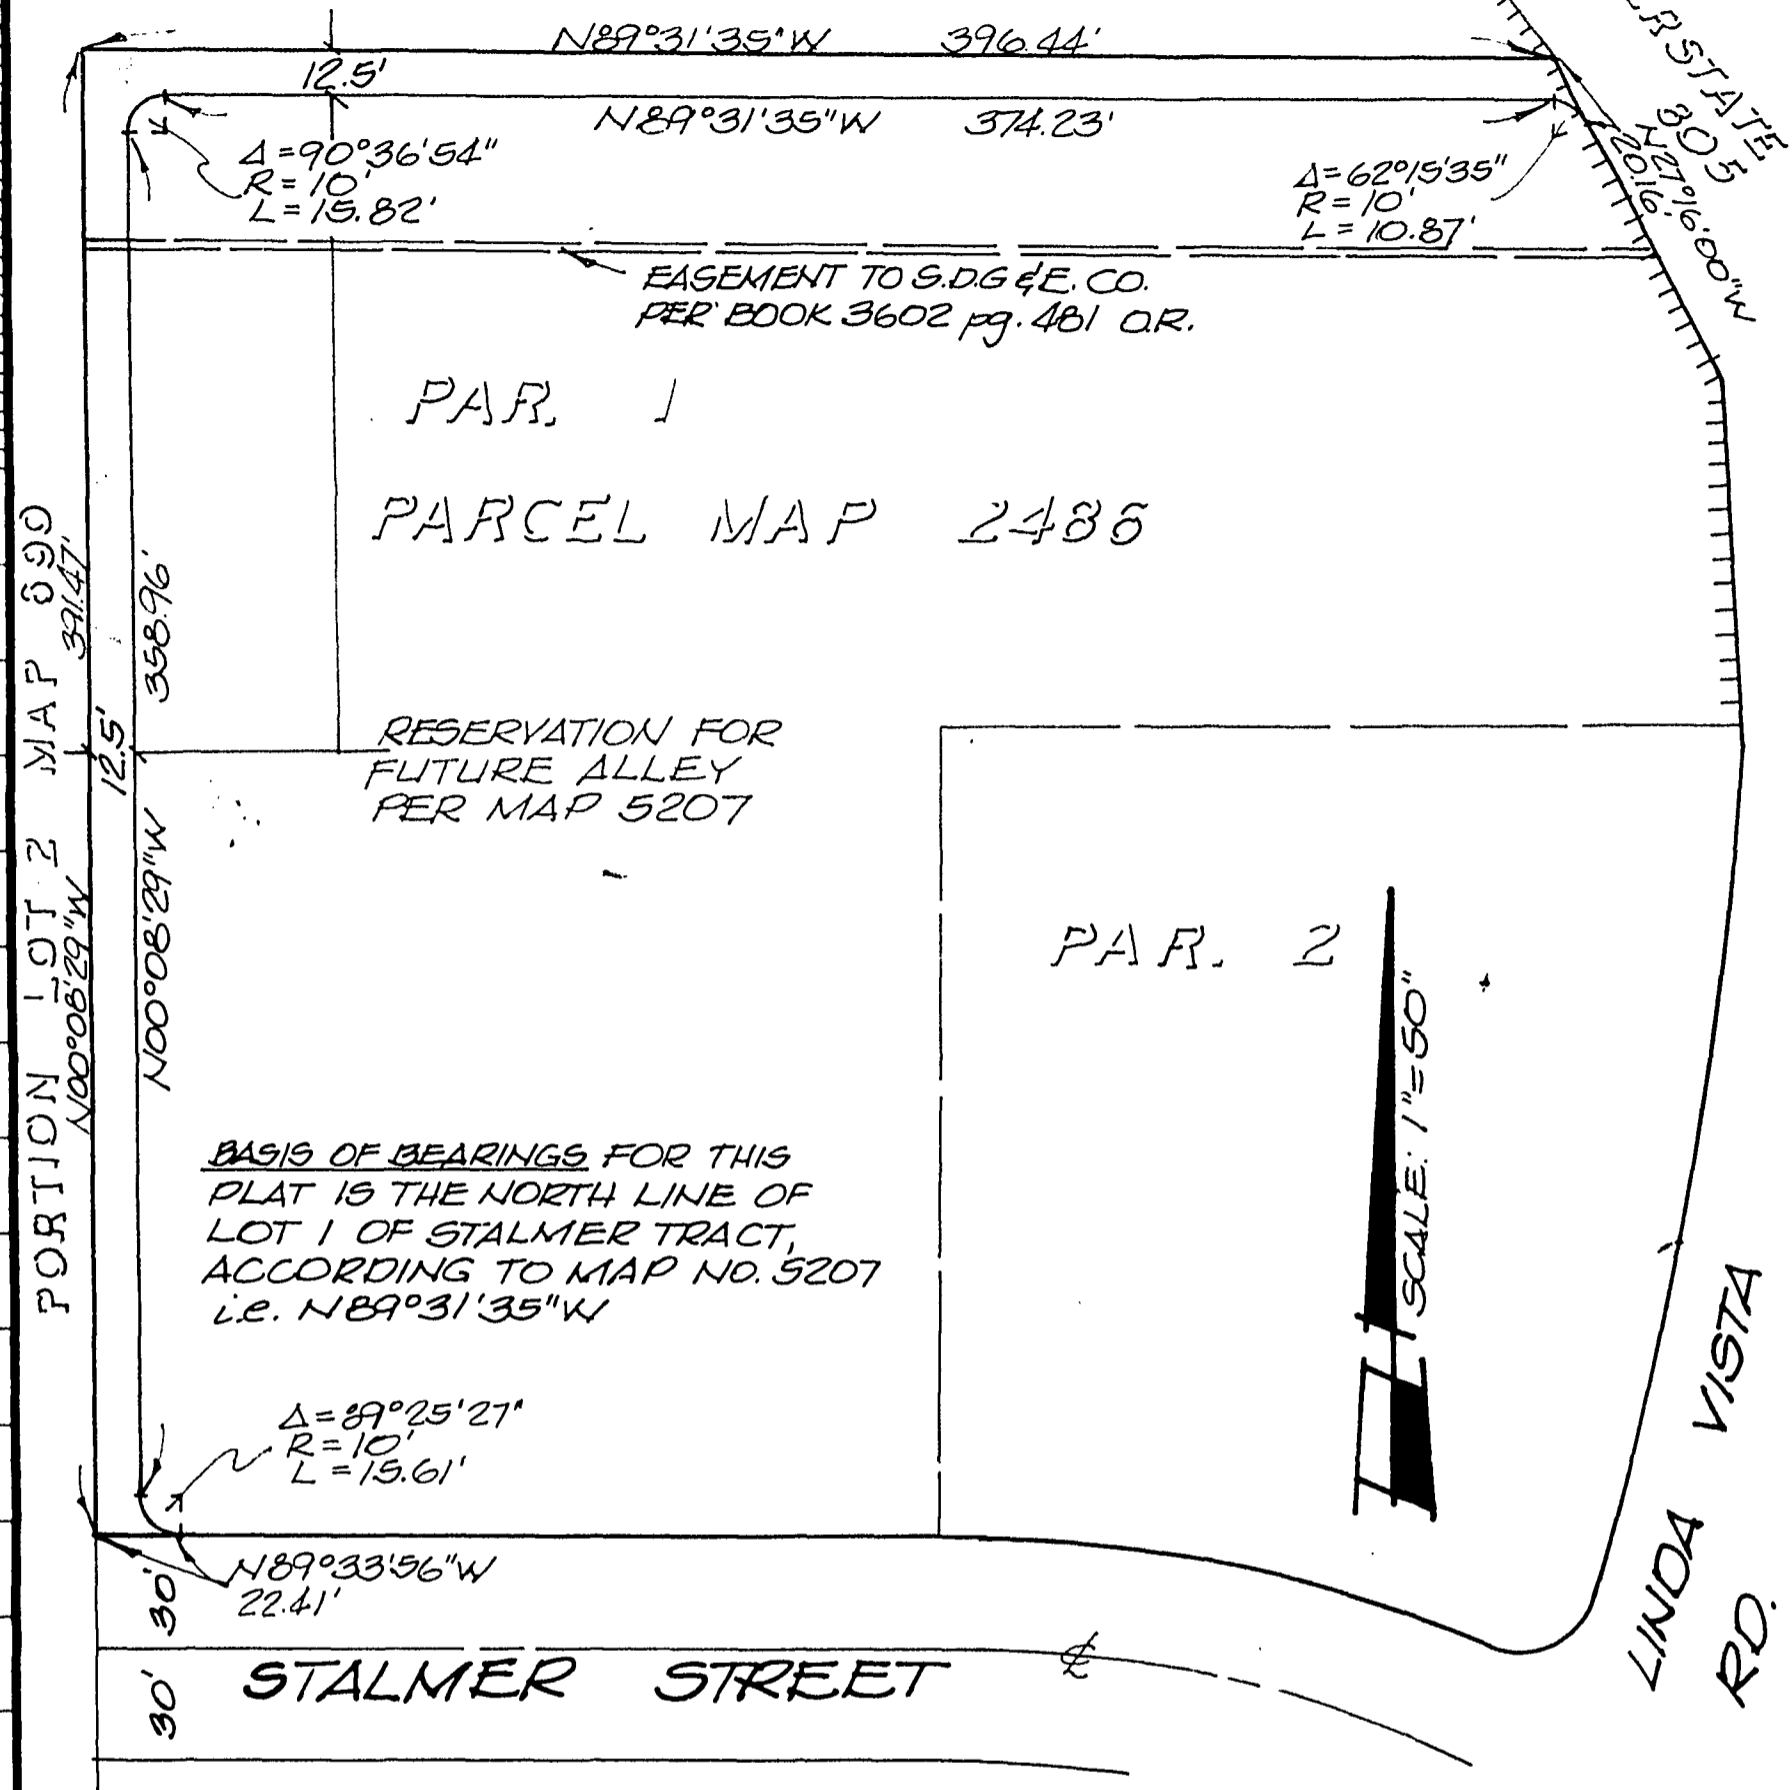 N89°31'35"W 396.44'
12.5'
N89°31'35"W 374.23'
Δ=90°36'54"
R=10'
L=15.82'
Δ=62°15'35"
R=10'
L=10.87'
N27°16'00"W
20.16'
305
EASEMENT TO S.D.G & E. CO.
PER BOOK 3602 pg. 481 O.R.
PAR. 1
PARCEL MAP
PORTION LOT 2 MAP
N00°08'29"W 391.47'
12.5'
N00°08'29"W 358.96'
RESERVATION FOR
FUTURE ALLEY
PER MAP 5207
PAR. 2
SCALE: 1"=50"
BASIS OF BEARINGS FOR THIS
PLAT IS THE NORTH LINE OF
LOT 1 OF STALMER TRACT,
ACCORDING TO MAP NO. 5207
i.e. N89°31'35"W
Δ=89°25'27"
R=10'
L=15.61'
N89°33'56"W
22.41'
30'
30'
STALMER STREET ℄
LINDA VISTA
RD.